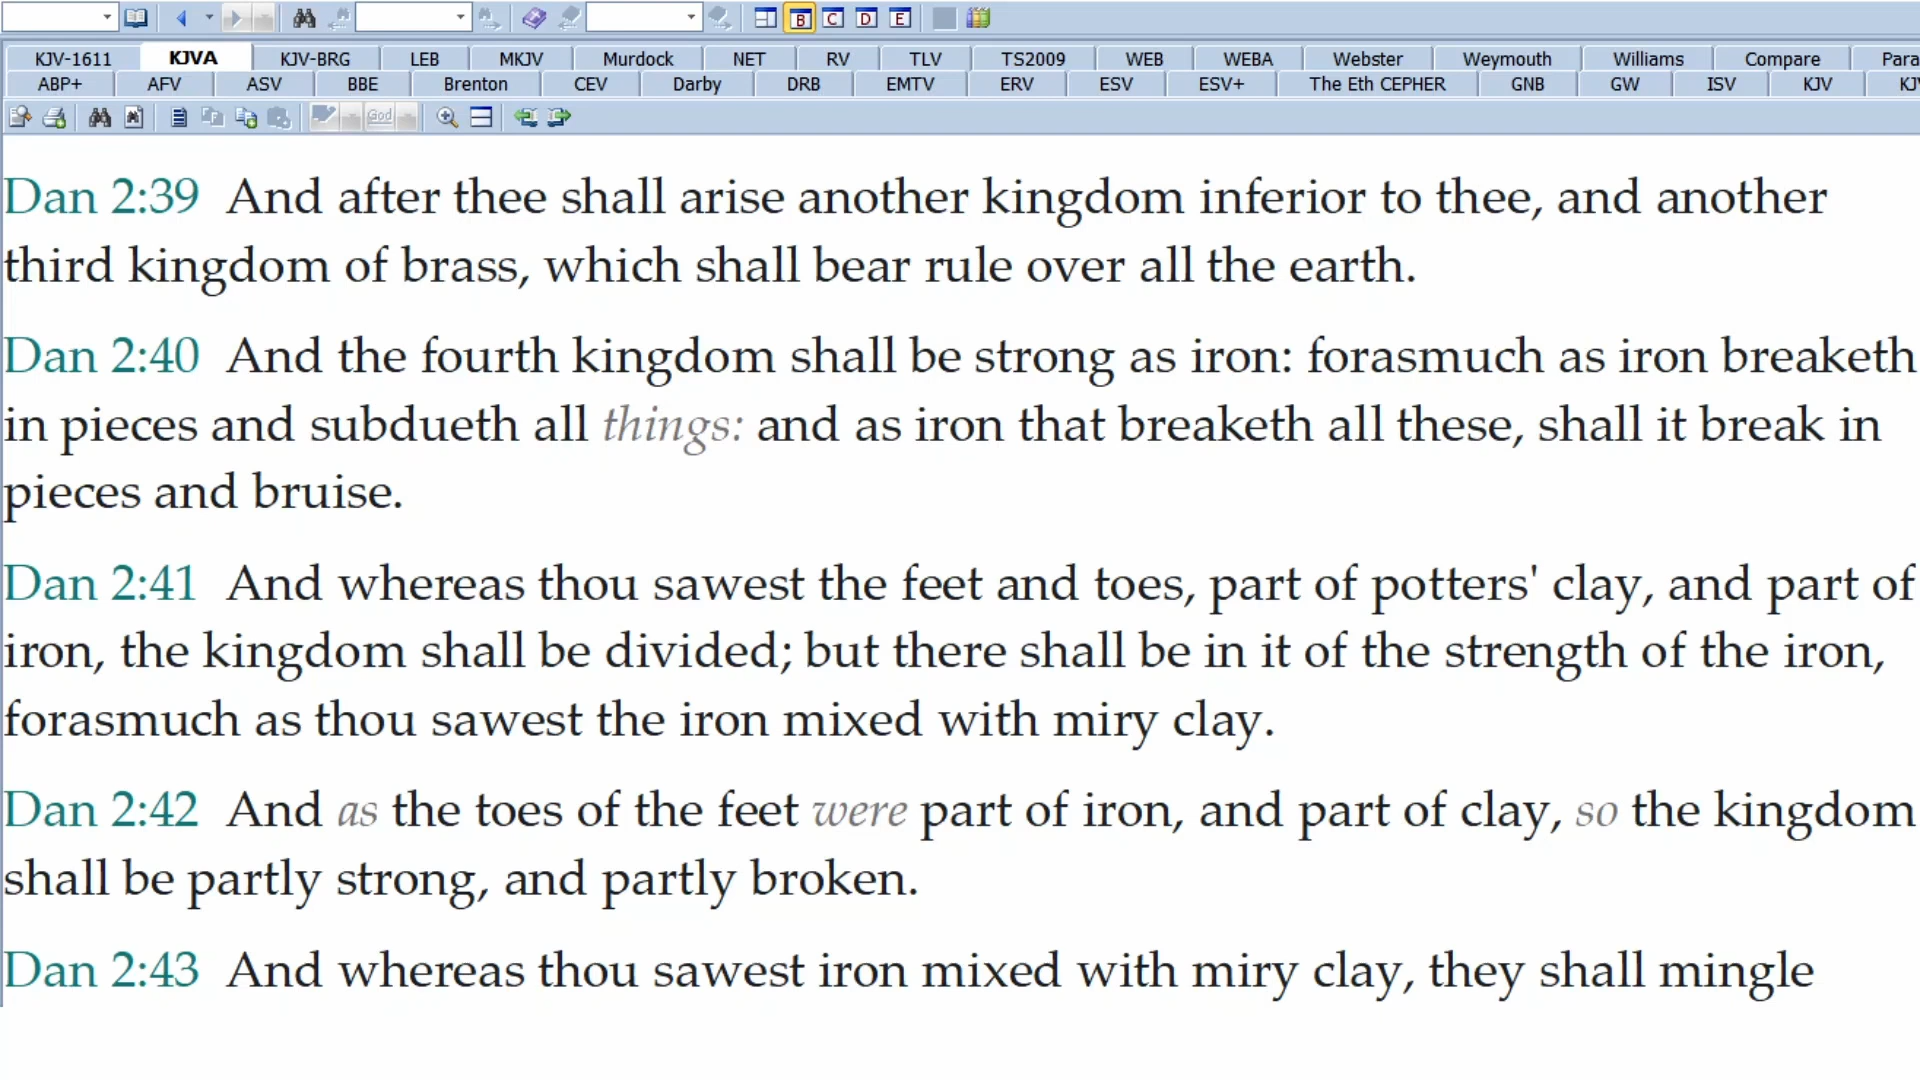 B C D E
KJV-1611 KJVA KJV-BRG LEB MKJV Murdock NET RV TLV TS2009 WEB WEBA Webster Weymouth Williams Compare Para
ABP+ AFV ASV BBE Brenton CEV Darby DRB EMTV ERV ESV ESV+ The Eth CEPHER GNB GW ISV KJV KJ
God
Dan 2:39 And after thee shall arise another kingdom inferior to thee, and another
third kingdom of brass, which shall bear rule over all the earth.
Dan 2:40 And the fourth kingdom shall be strong as iron: forasmuch as iron breaketh
in pieces and subdueth all things: and as iron that breaketh all these, shall it break in
pieces and bruise.
Dan 2:41 And whereas thou sawest the feet and toes, part of potters' clay, and part of
iron, the kingdom shall be divided; but there shall be in it of the strength of the iron,
forasmuch as thou sawest the iron mixed with miry clay.
Dan 2:42 And as the toes of the feet were part of iron, and part of clay, so the kingdom
shall be partly strong, and partly broken.
Dan 2:43 And whereas thou sawest iron mixed with miry clay, they shall mingle